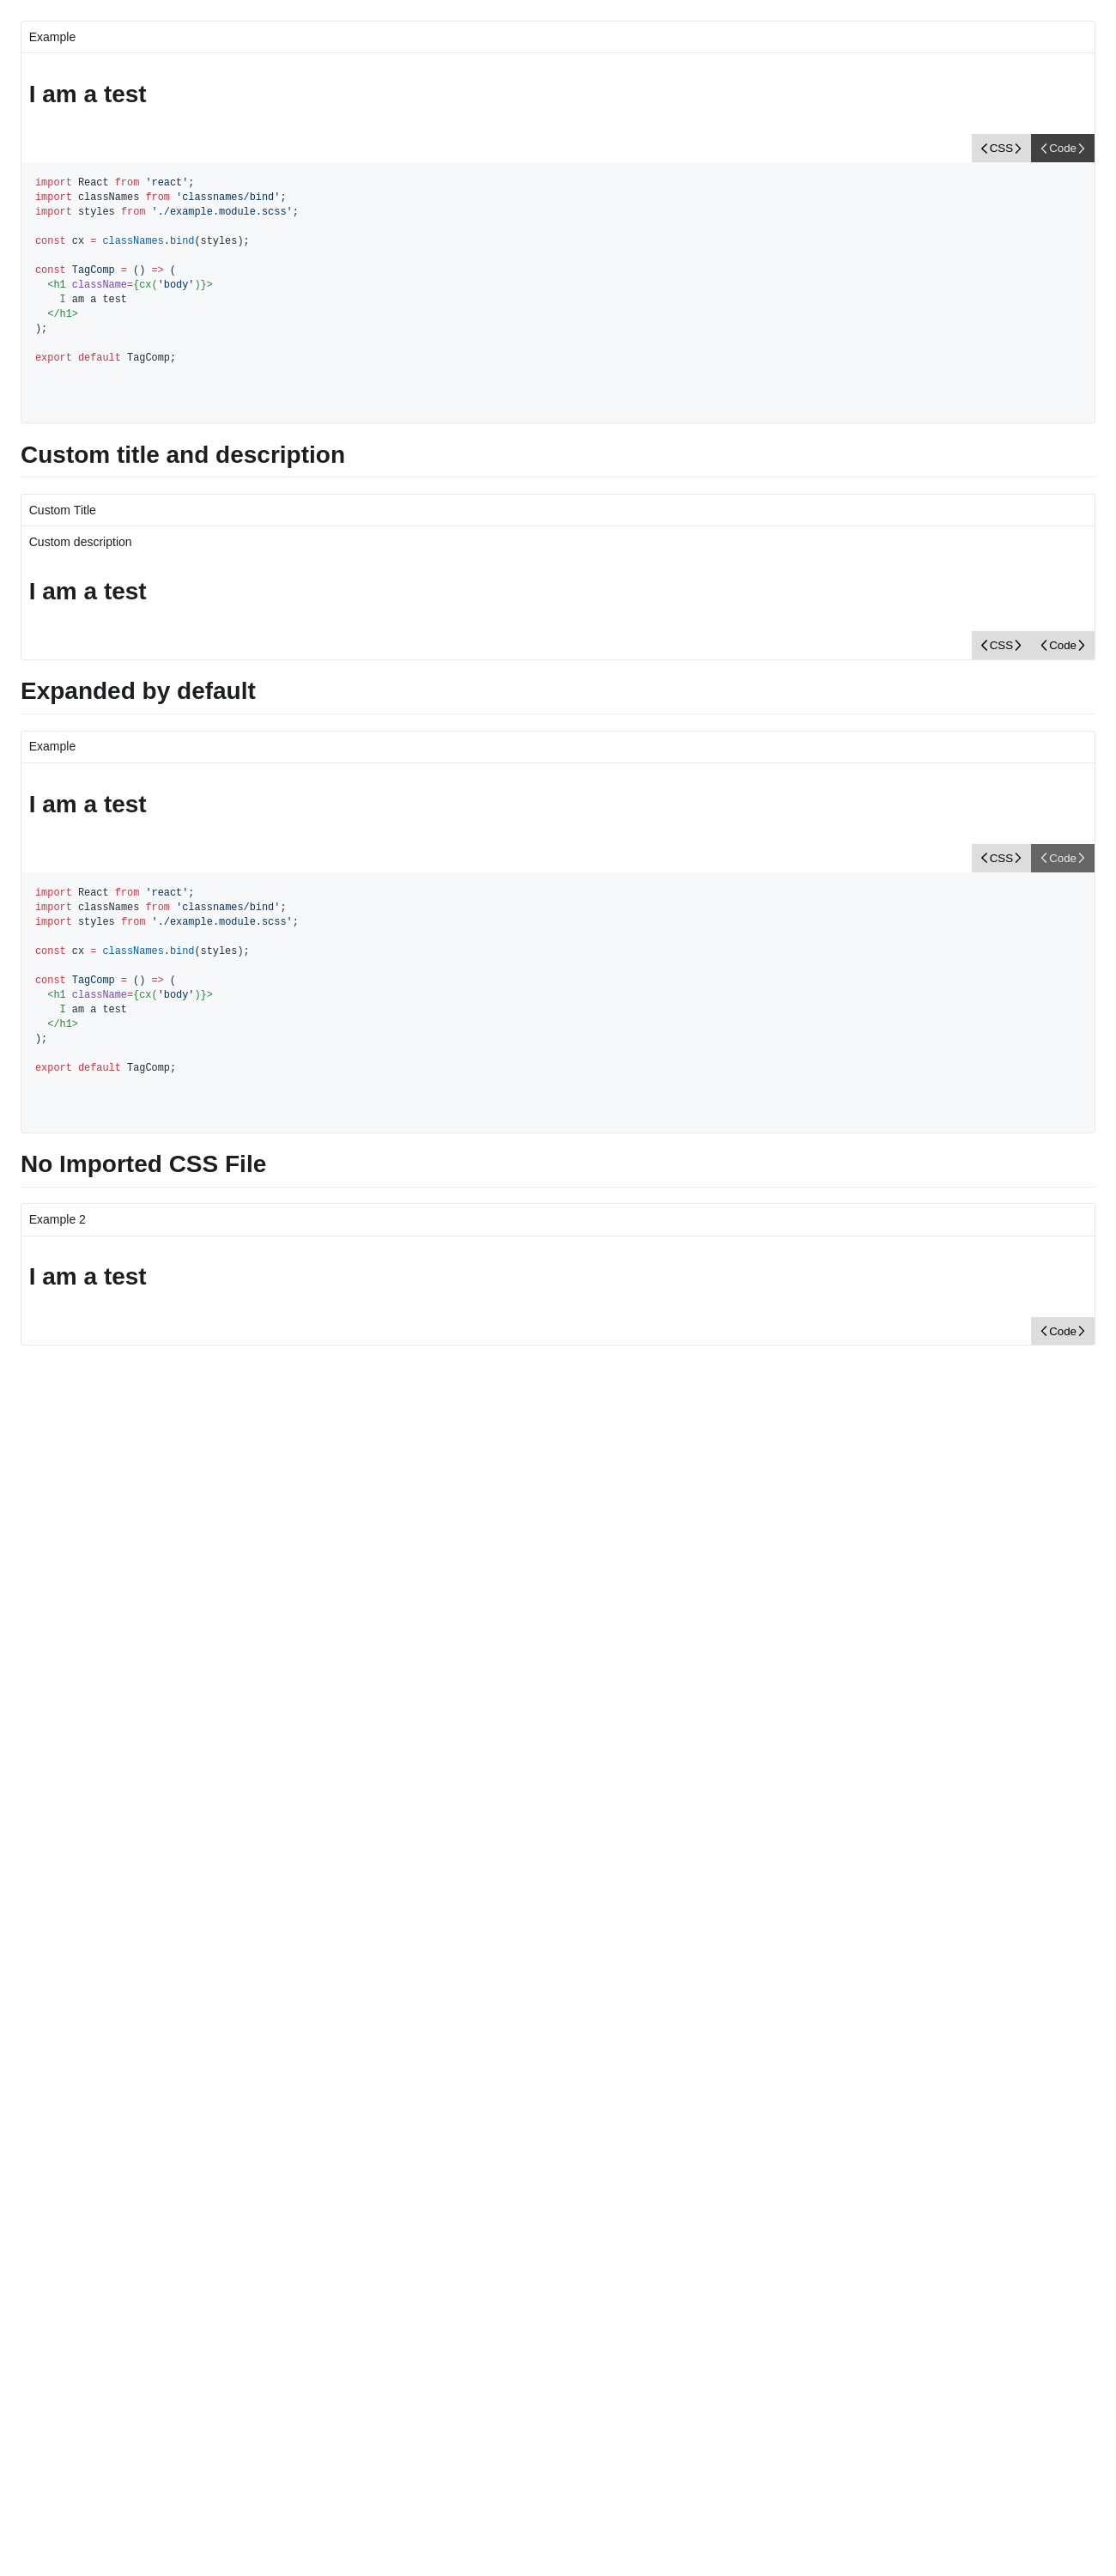 Example
I am a test
CSS Code
import React from 'react';
import classNames from 'classnames/bind';
import styles from './example.module.scss';
const cx = classNames.bind(styles);
const TagComp = () => (
  <h1 className={cx('body')}>
    I am a test
  </h1>
);
export default TagComp;
Custom title and description
Custom Title
Custom description
I am a test
CSS Code
Expanded by default
Example
I am a test
CSS Code
import React from 'react';
import classNames from 'classnames/bind';
import styles from './example.module.scss';
const cx = classNames.bind(styles);
const TagComp = () => (
  <h1 className={cx('body')}>
    I am a test
  </h1>
);
export default TagComp;
No Imported CSS File
Example 2
I am a test
Code